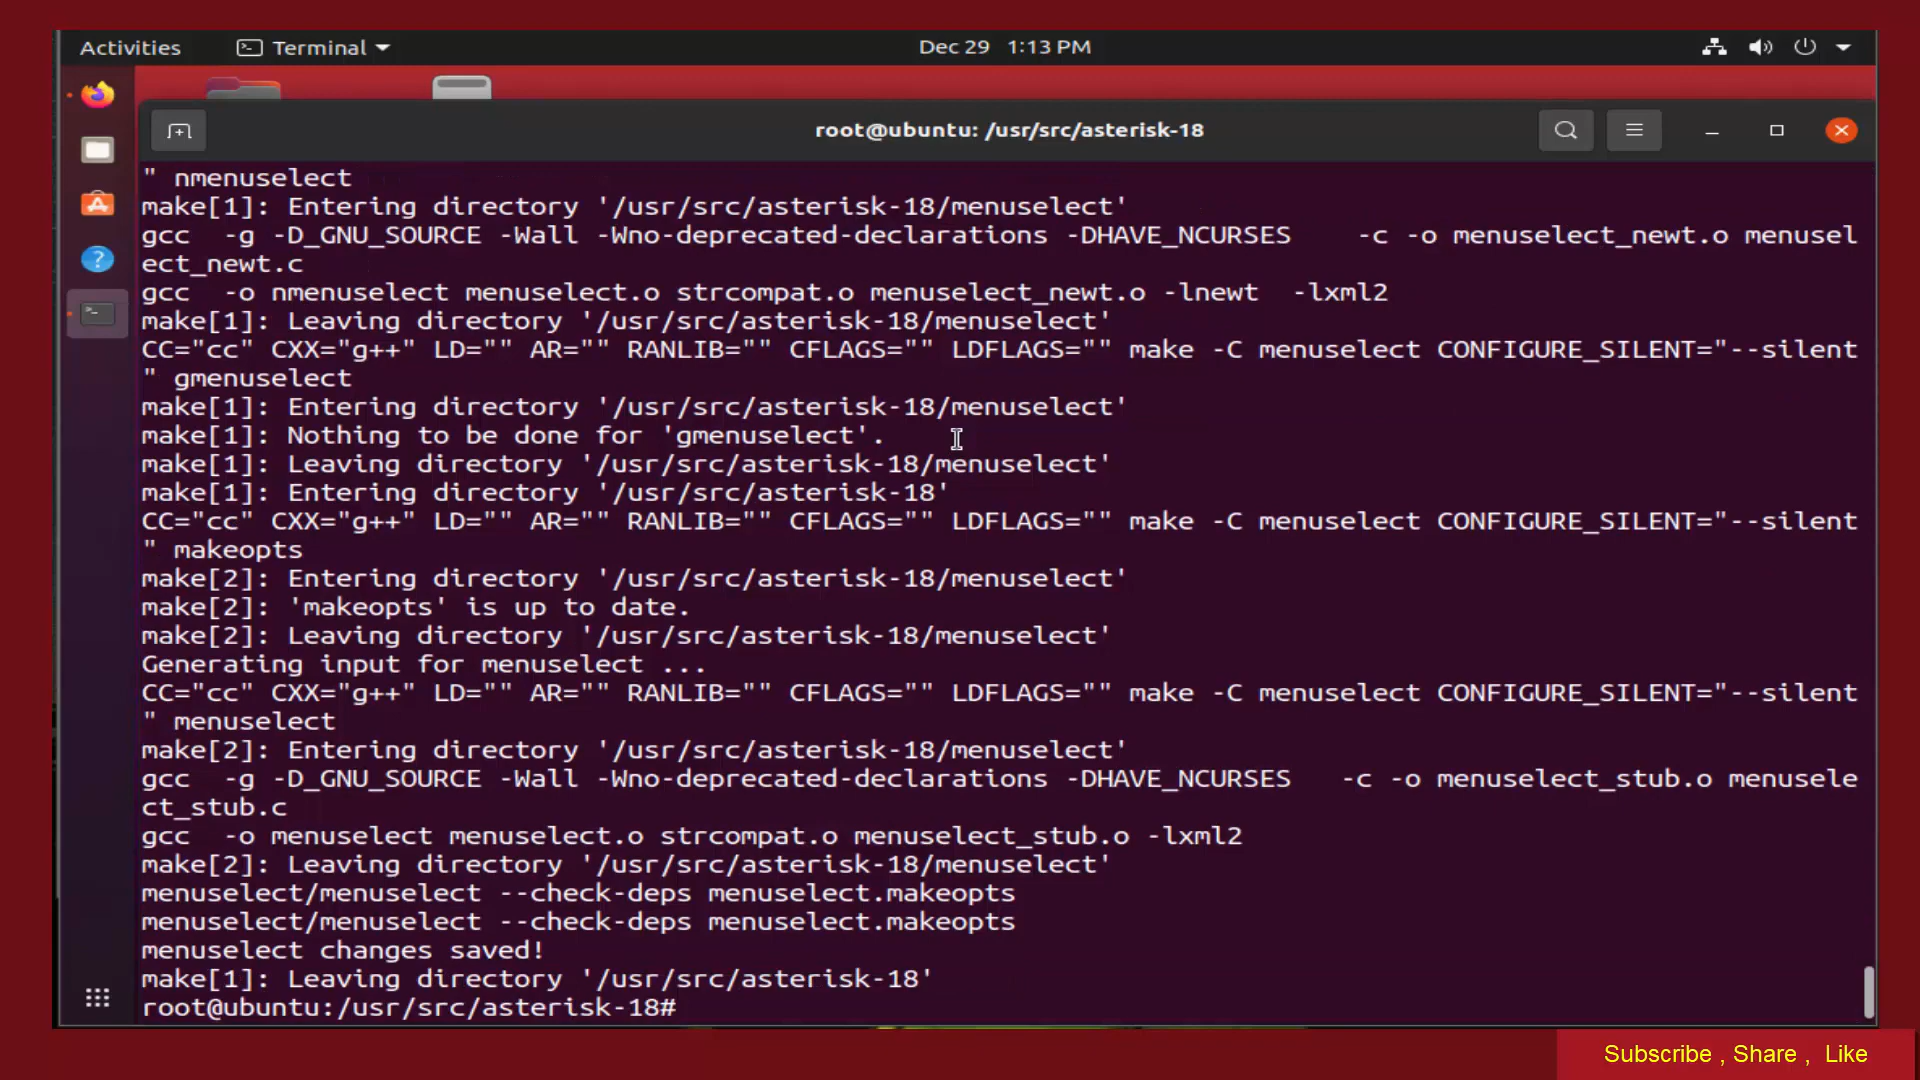 Activities Terminal Dec 29 1:13 PM
root@ubuntu: /usr/src/asterisk-18
" nmenuselect
make[1]: Entering directory '/usr/src/asterisk-18/menuselect'
gcc  -g -D_GNU_SOURCE -Wall -Wno-deprecated-declarations -DHAVE_NCURSES    -c -o menuselect_newt.o menusel
ect_newt.c
gcc  -o nmenuselect menuselect.o strcompat.o menuselect_newt.o -lnewt  -lxml2
make[1]: Leaving directory '/usr/src/asterisk-18/menuselect'
CC="cc" CXX="g++" LD="" AR="" RANLIB="" CFLAGS="" LDFLAGS="" make -C menuselect CONFIGURE_SILENT="--silent
" gmenuselect
make[1]: Entering directory '/usr/src/asterisk-18/menuselect'
make[1]: Nothing to be done for 'gmenuselect'.
make[1]: Leaving directory '/usr/src/asterisk-18/menuselect'
make[1]: Entering directory '/usr/src/asterisk-18'
CC="cc" CXX="g++" LD="" AR="" RANLIB="" CFLAGS="" LDFLAGS="" make -C menuselect CONFIGURE_SILENT="--silent
" makeopts
make[2]: Entering directory '/usr/src/asterisk-18/menuselect'
make[2]: 'makeopts' is up to date.
make[2]: Leaving directory '/usr/src/asterisk-18/menuselect'
Generating input for menuselect ...
CC="cc" CXX="g++" LD="" AR="" RANLIB="" CFLAGS="" LDFLAGS="" make -C menuselect CONFIGURE_SILENT="--silent
" menuselect
make[2]: Entering directory '/usr/src/asterisk-18/menuselect'
gcc  -g -D_GNU_SOURCE -Wall -Wno-deprecated-declarations -DHAVE_NCURSES   -c -o menuselect_stub.o menusele
ct_stub.c
gcc  -o menuselect menuselect.o strcompat.o menuselect_stub.o -lxml2
make[2]: Leaving directory '/usr/src/asterisk-18/menuselect'
menuselect/menuselect --check-deps menuselect.makeopts
menuselect/menuselect --check-deps menuselect.makeopts
menuselect changes saved!
make[1]: Leaving directory '/usr/src/asterisk-18'
root@ubuntu:/usr/src/asterisk-18#
Subscribe , Share ,  Like